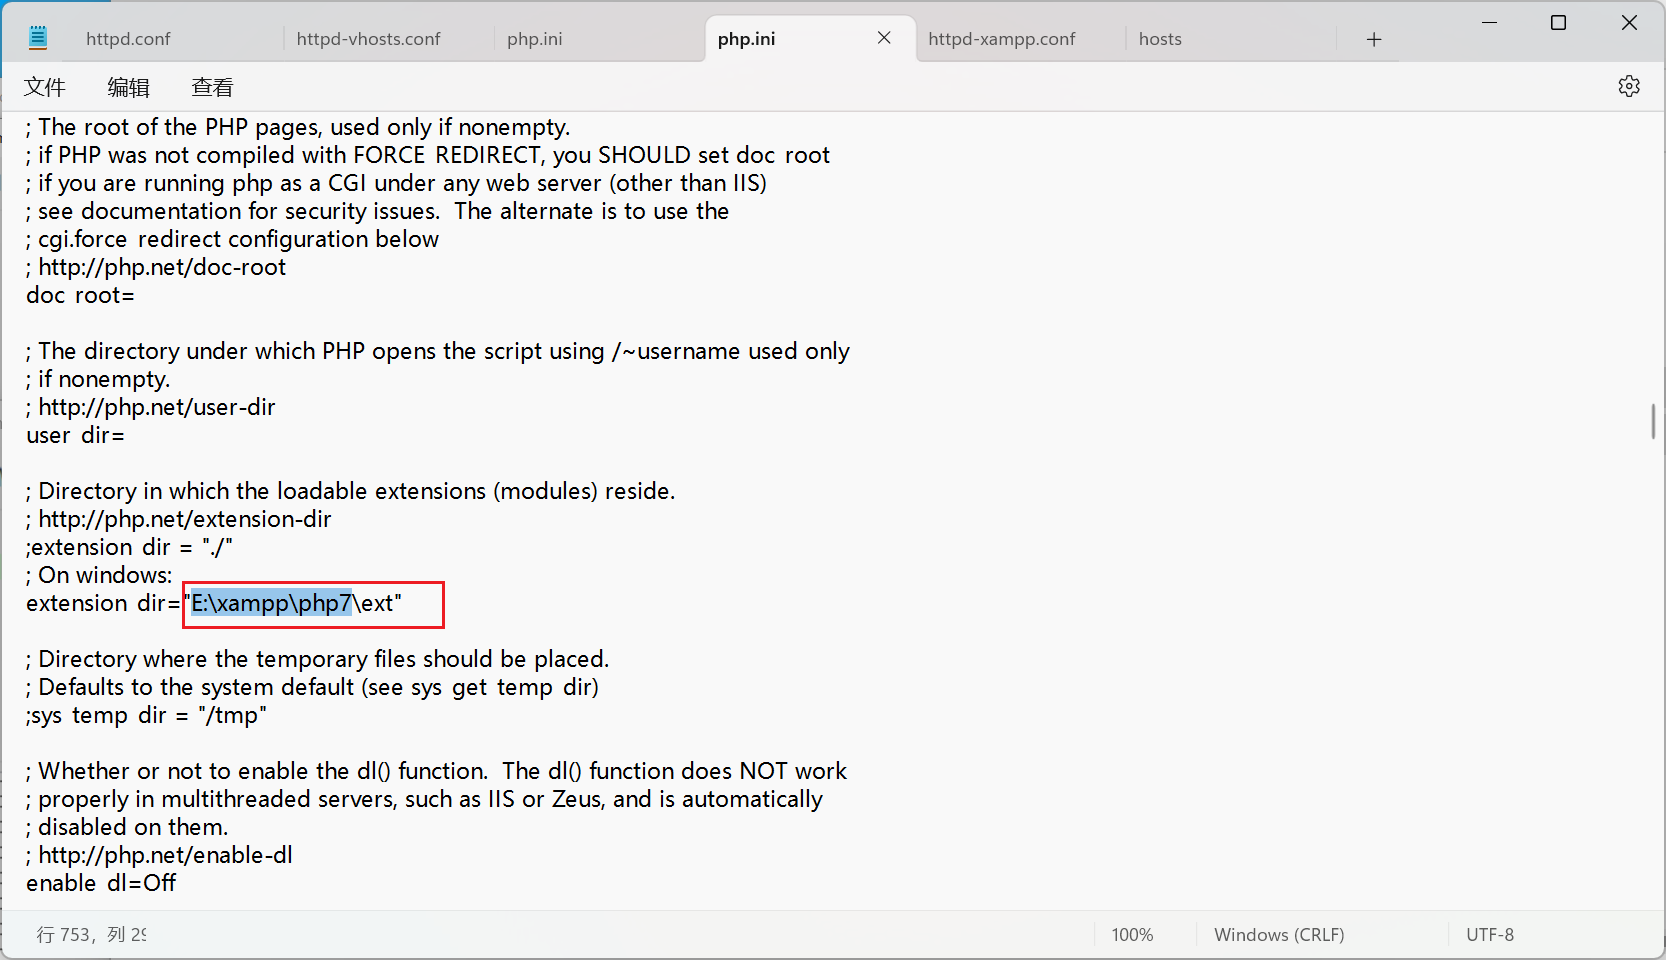 httpd.conf httpd-vhosts.conf php.ini php.ini httpd-xampp.conf hosts
文件 编辑 查看
; The root of the PHP pages, used only if nonempty.
; if PHP was not compiled with FORCE REDIRECT, you SHOULD set doc root
; if you are running php as a CGI under any web server (other than IIS)
; see documentation for security issues.  The alternate is to use the
; cgi.force redirect configuration below
; http://php.net/doc-root
doc root=
; The directory under which PHP opens the script using /~username used only
; if nonempty.
; http://php.net/user-dir
user dir=
; Directory in which the loadable extensions (modules) reside.
; http://php.net/extension-dir
;extension dir = "./"
; On windows:
extension dir="E:\xampp\php7\ext"
; Directory where the temporary files should be placed.
; Defaults to the system default (see sys get temp dir)
;sys temp dir = "/tmp"
; Whether or not to enable the dl() function.  The dl() function does NOT work
; properly in multithreaded servers, such as IIS or Zeus, and is automatically
; disabled on them.
; http://php.net/enable-dl
enable dl=Off
行 753，列 29 100% Windows (CRLF) UTF-8